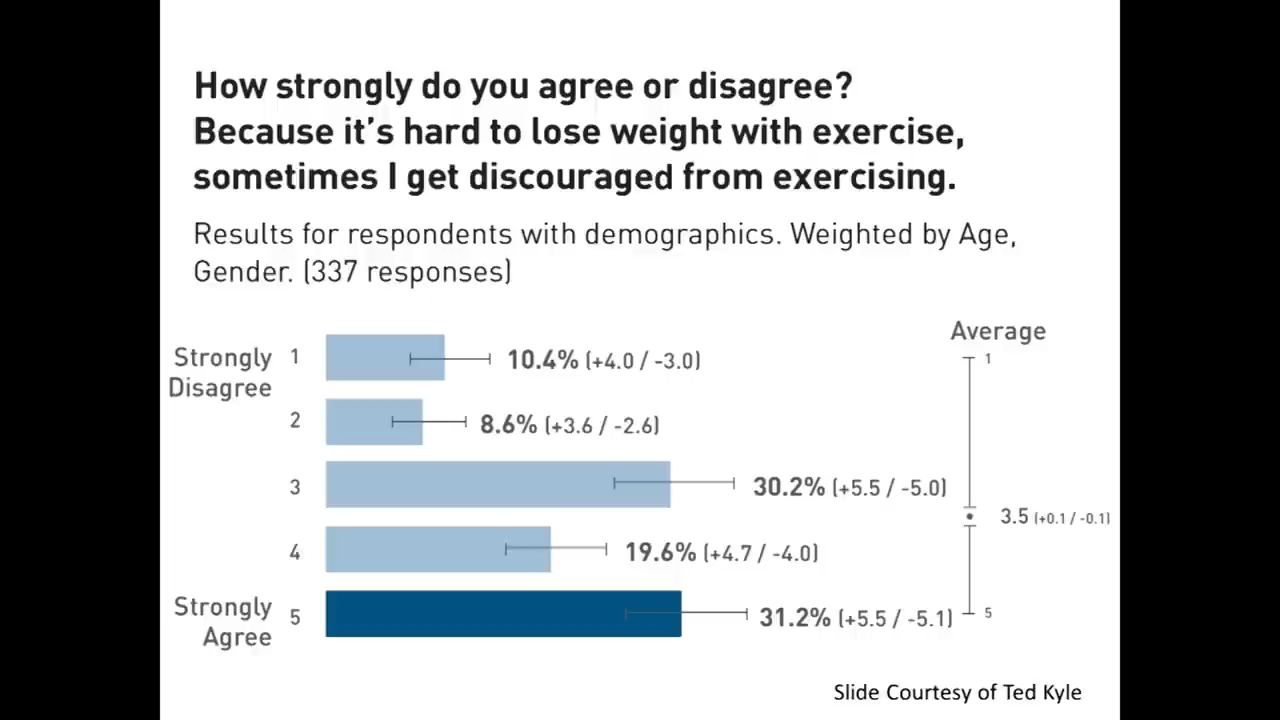 How strongly do you agree or disagree?
Because it's hard to lose weight with exercise,
sometimes I get discouraged from exercising.
Results for respondents with demographics. Weighted by Age,
Gender. (337 responses)
Average
1
Strongly Disagree 1 10.4% (+4.0 / -3.0)
2 8.6% (+3.6 / -2.6)
3 30.2% (+5.5 / -5.0)
3.5 (+0.1 / -0.1)
4 19.6% (+4.7 / -4.0)
Strongly Agree 5 31.2% (+5.5 / -5.1)
5
Slide Courtesy of Ted Kyle